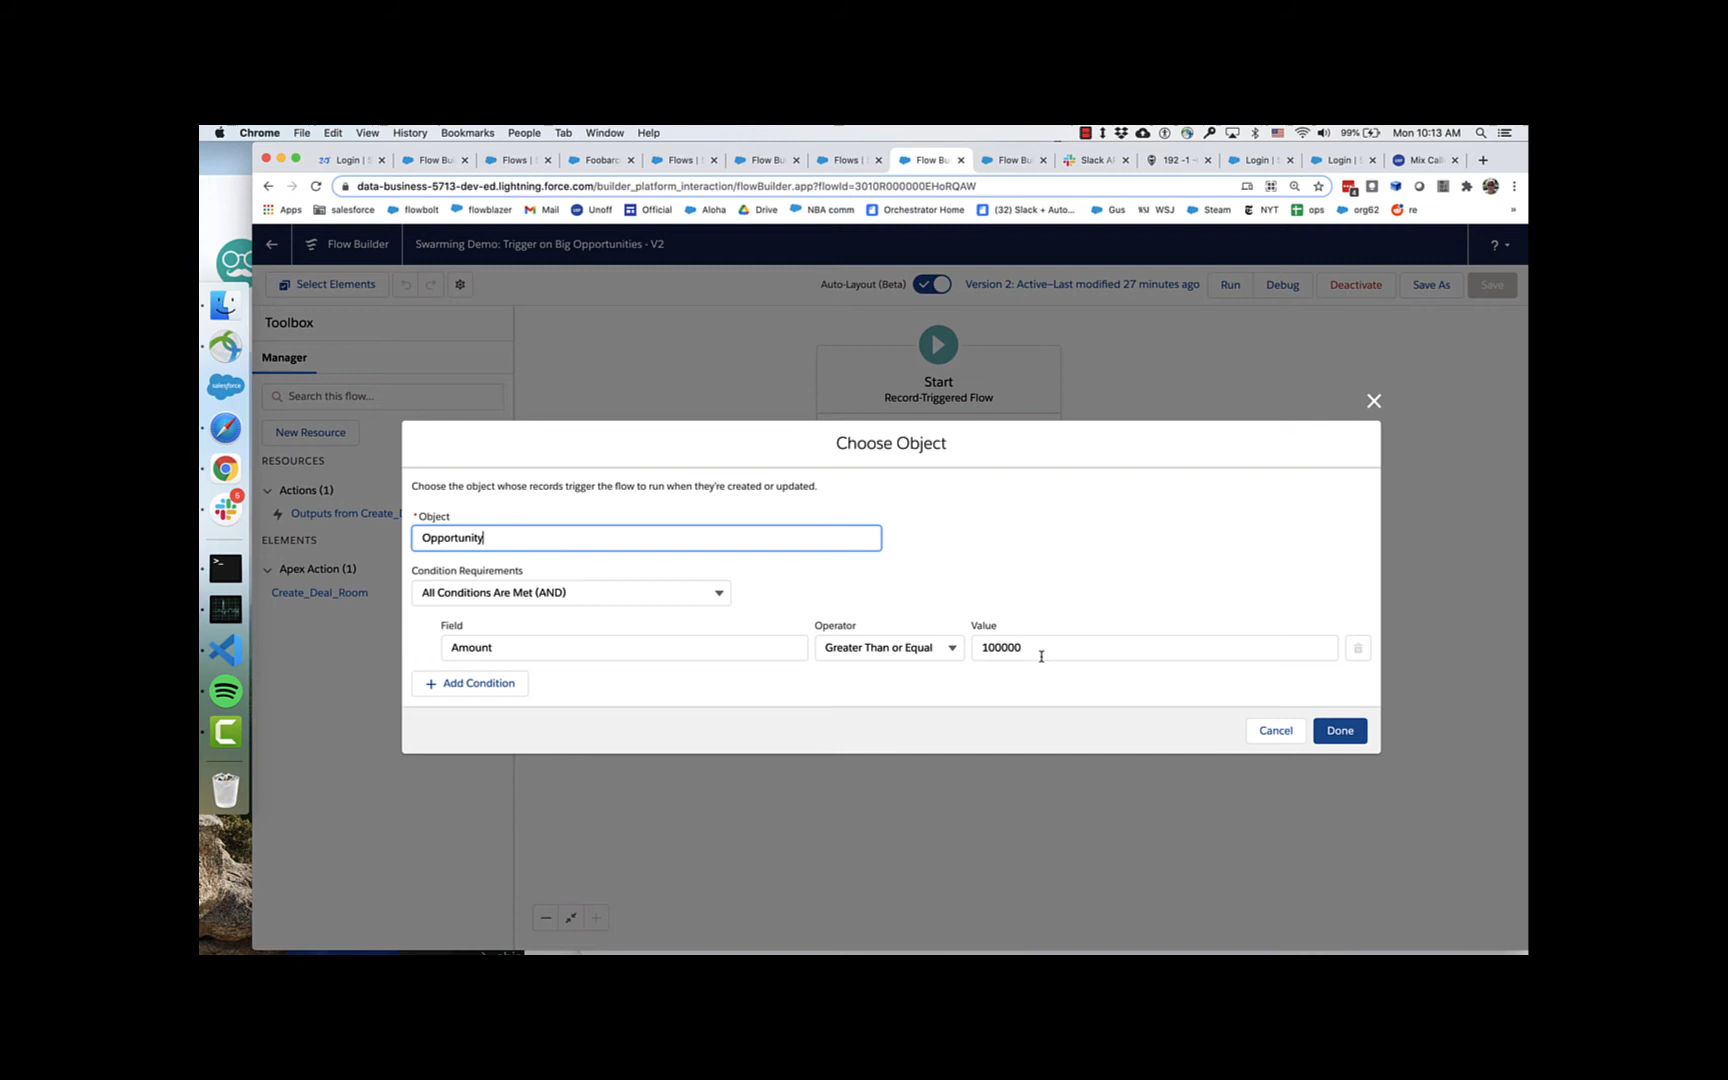 Chrome File Edit View History Bookmarks People Tab Window Help 99% Mon 10:13 AM
Login | Flow Bu Flows | Foobar Flows | Flow Bu Flows | Flow Bu Flow Bu Slack A 192 -1 Login | Login | Mix Cal
data-business-5713-dev-ed.lightning.force.com/builder_platform_interaction/flowBuilder.app?flowId=3010R000000EHoRQAW
Apps salesforce flowbolt flowblazer Mail Unoff Official Aloha Drive NBA comm Orchestrator Home (32) Slack + Auto... Gus WSJ Steam NYT ops org62 re »
Flow Builder Swarming Demo: Trigger on Big Opportunities - V2 ?
Select Elements Auto-Layout (Beta) Version 2: Active–Last modified 27 minutes ago Run Debug Deactivate Save As Save
Toolbox
Manager
Search this flow...
New Resource
RESOURCES
Actions (1)
Outputs from Create_D
ELEMENTS
Apex Action (1)
Create_Deal_Room
salesforce
5
Start
Record-Triggered Flow
Choose Object
Choose the object whose records trigger the flow to run when they're created or updated.
* Object
Opportunity
Condition Requirements
All Conditions Are Met (AND)
Field Operator Value
Amount Greater Than or Equal 100000
+ Add Condition
Cancel Done